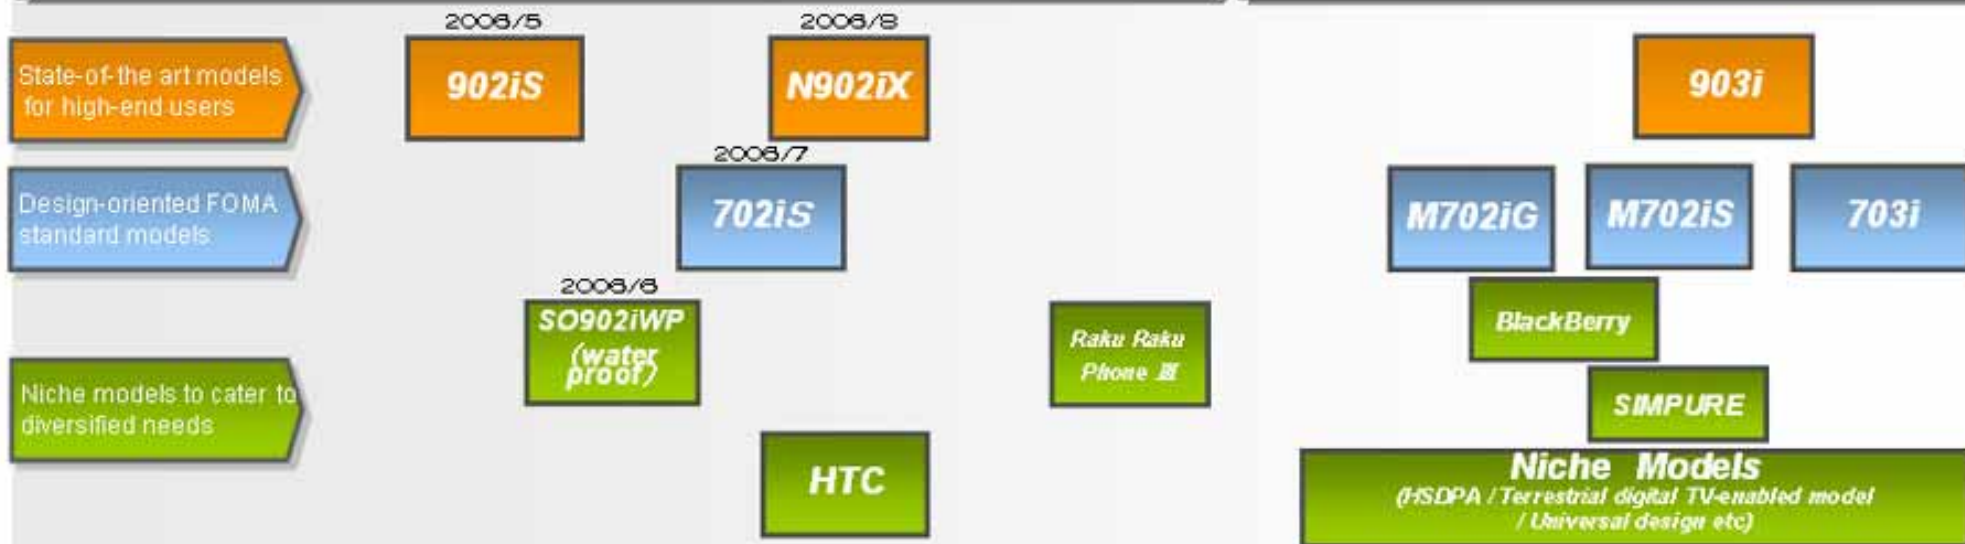 2006/5
2006/8
State-of-the art models
for high-end users
902iS
N902iX
903i
2006/7
Design-oriented FOMA
standard models
702iS
M702iG
M702iS
703i
2006/6
SO902iWP
(water
proof)
Raku Raku
Phone Ⅲ
BlackBerry
Niche models to cater to
diversified needs
SIMPURE
HTC
Niche Models
(HSDPA / Terrestrial digital TV-enabled model
/ Universal design etc)